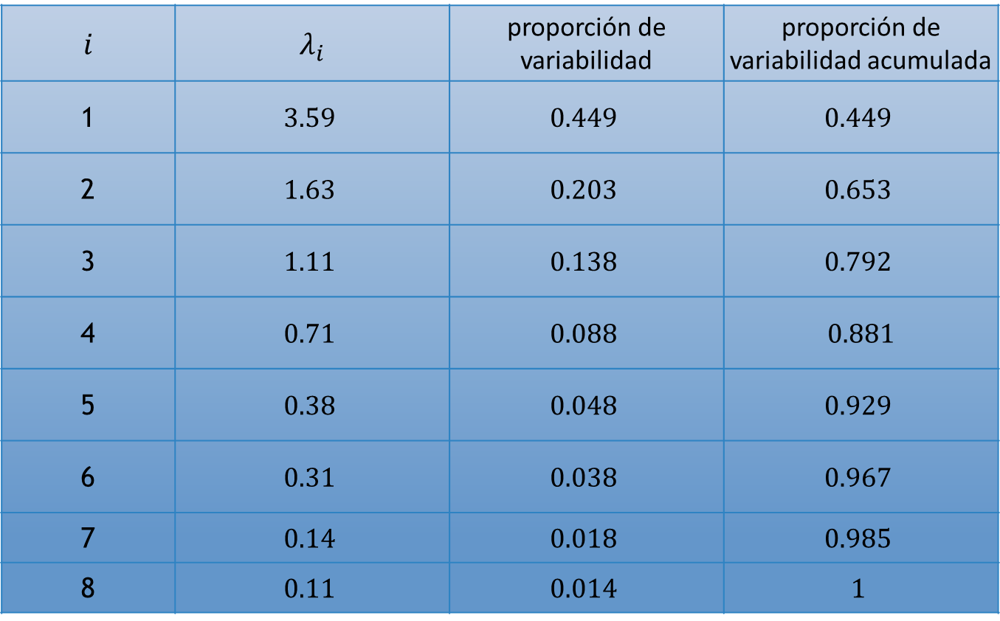 i λi proporción de variabilidad proporción de variabilidad acumulada
1 3.59 0.449 0.449
2 1.63 0.203 0.653
3 1.11 0.138 0.792
4 0.71 0.088 0.881
5 0.38 0.048 0.929
6 0.31 0.038 0.967
7 0.14 0.018 0.985
8 0.11 0.014 1